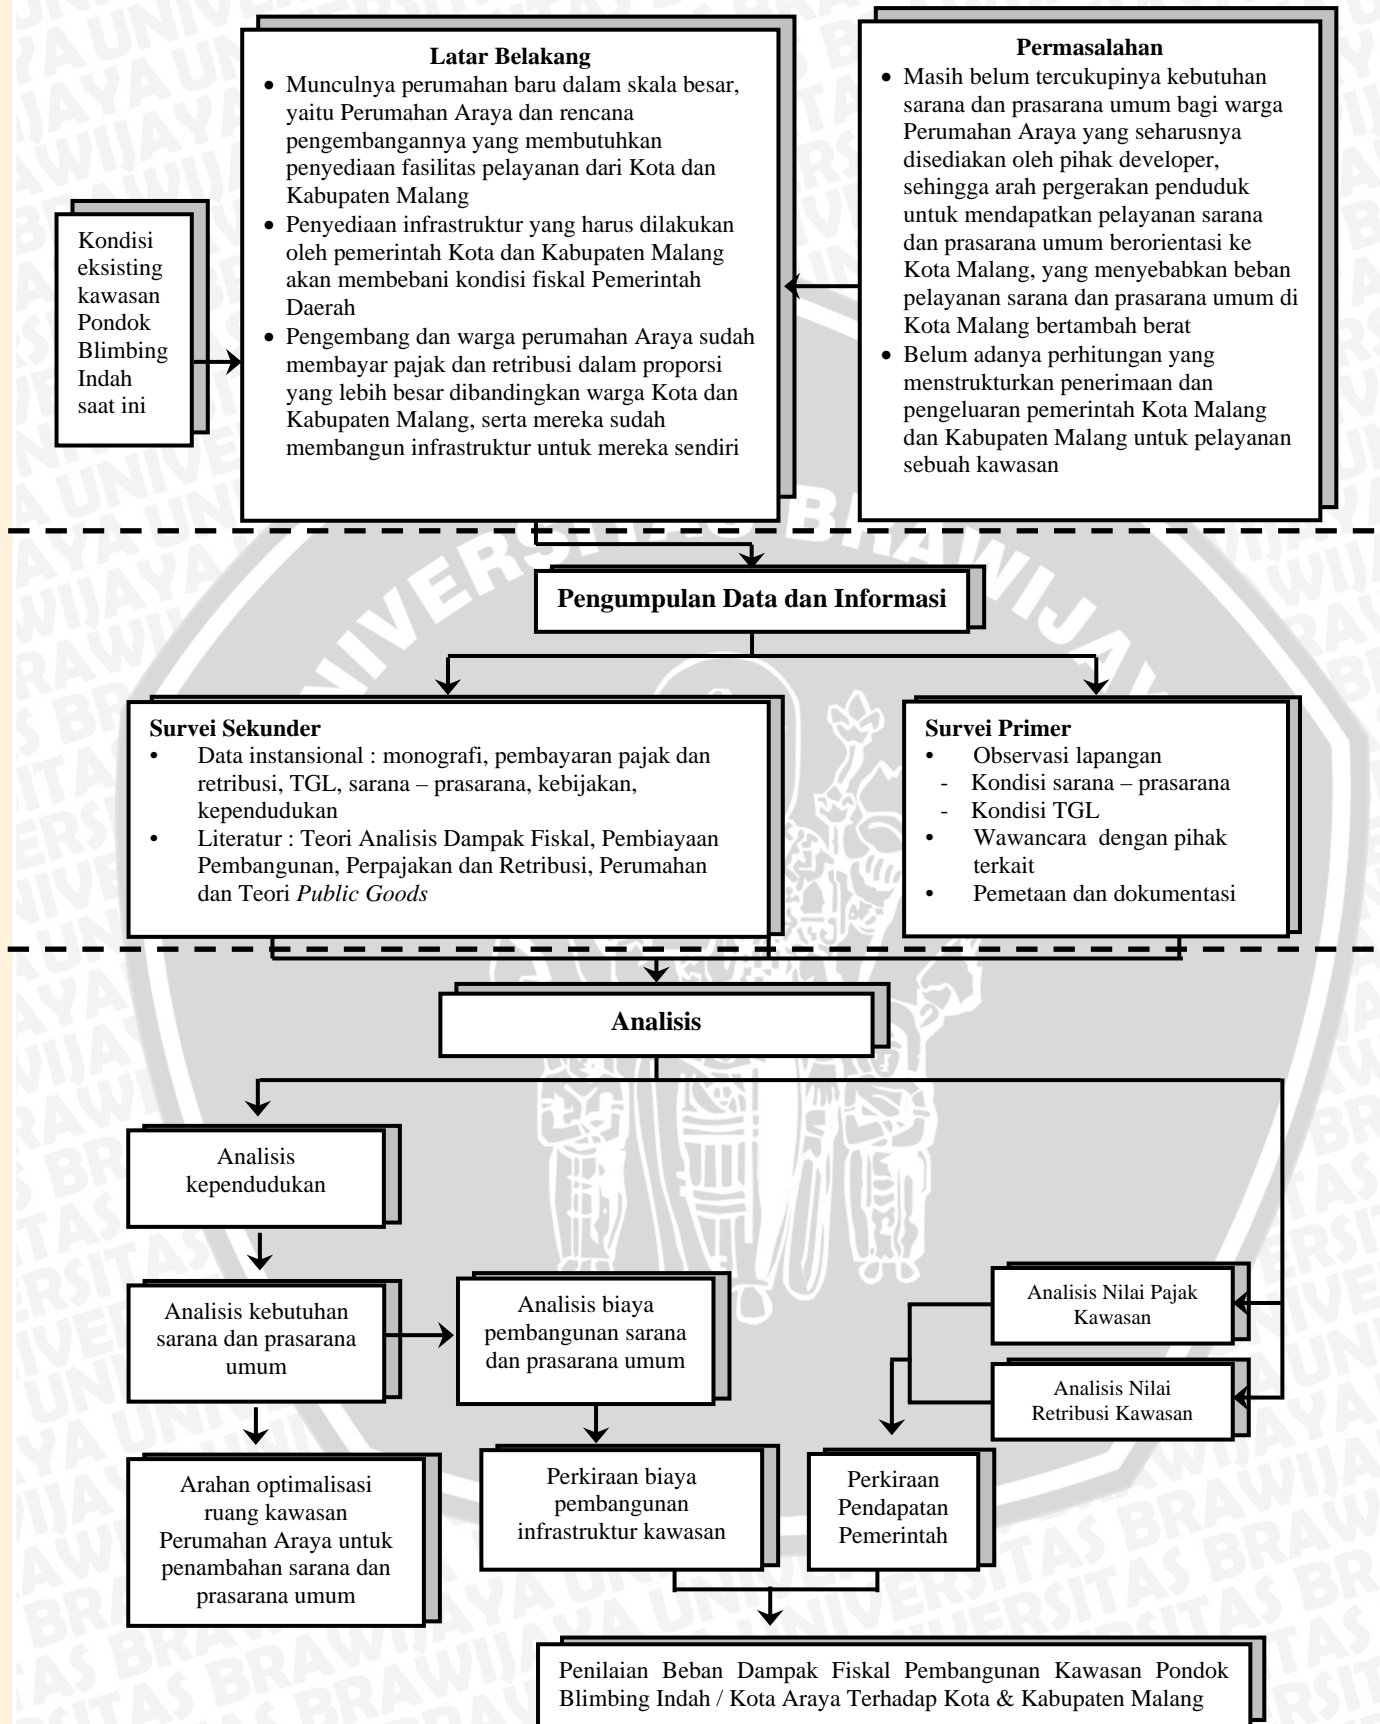 Latar Belakang
• Munculnya perumahan baru dalam skala besar,
yaitu Perumahan Araya dan rencana
pengembangannya yang membutuhkan
penyediaan fasilitas pelayanan dari Kota dan
Kabupaten Malang
• Penyediaan infrastruktur yang harus dilakukan
oleh pemerintah Kota dan Kabupaten Malang
akan membebani kondisi fiskal Pemerintah
Daerah
• Pengembang dan warga perumahan Araya sudah
membayar pajak dan retribusi dalam proporsi
yang lebih besar dibandingkan warga Kota dan
Kabupaten Malang, serta mereka sudah
membangun infrastruktur untuk mereka sendiri
Permasalahan
• Masih belum tercukupinya kebutuhan
sarana dan prasarana umum bagi warga
Perumahan Araya yang seharusnya
disediakan oleh pihak developer,
sehingga arah pergerakan penduduk
untuk mendapatkan pelayanan sarana
dan prasarana umum berorientasi ke
Kota Malang, yang menyebabkan beban
pelayanan sarana dan prasarana umum di
Kota Malang bertambah berat
• Belum adanya perhitungan yang
menstrukturkan penerimaan dan
pengeluaran pemerintah Kota Malang
dan Kabupaten Malang untuk pelayanan
sebuah kawasan
Kondisi
eksisting
kawasan
Pondok
Blimbing
Indah
saat ini
Pengumpulan Data dan Informasi
Survei Sekunder
• Data instansional : monografi, pembayaran pajak dan
retribusi, TGL, sarana – prasarana, kebijakan,
kependudukan
• Literatur : Teori Analisis Dampak Fiskal, Pembiayaan
Pembangunan, Perpajakan dan Retribusi, Perumahan
dan Teori Public Goods
Survei Primer
• Observasi lapangan
- Kondisi sarana – prasarana
- Kondisi TGL
• Wawancara dengan pihak
terkait
• Pemetaan dan dokumentasi
Analisis
Analisis
kependudukan
Analisis kebutuhan
sarana dan prasarana
umum
Analisis biaya
pembangunan sarana
dan prasarana umum
Analisis Nilai Pajak
Kawasan
Analisis Nilai
Retribusi Kawasan
Arahan optimalisasi
ruang kawasan
Perumahan Araya untuk
penambahan sarana dan
prasarana umum
Perkiraan biaya
pembangunan
infrastruktur kawasan
Perkiraan
Pendapatan
Pemerintah
Penilaian Beban Dampak Fiskal Pembangunan Kawasan Pondok
Blimbing Indah / Kota Araya Terhadap Kota & Kabupaten Malang